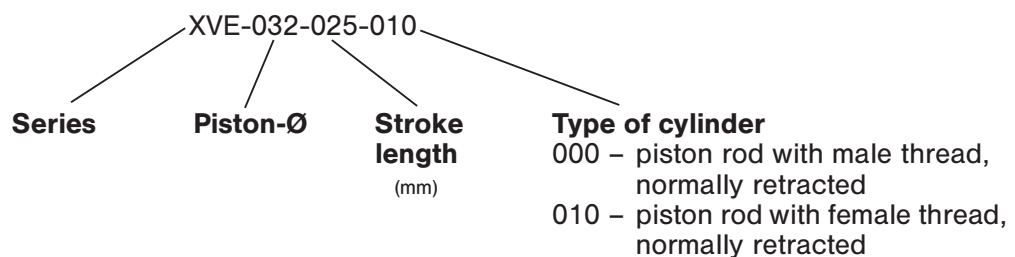 XVE-032-025-010
Series Piston-Ø Stroke Type of cylinder
length 000 – piston rod with male thread,
(mm) normally retracted
010 – piston rod with female thread,
normally retracted